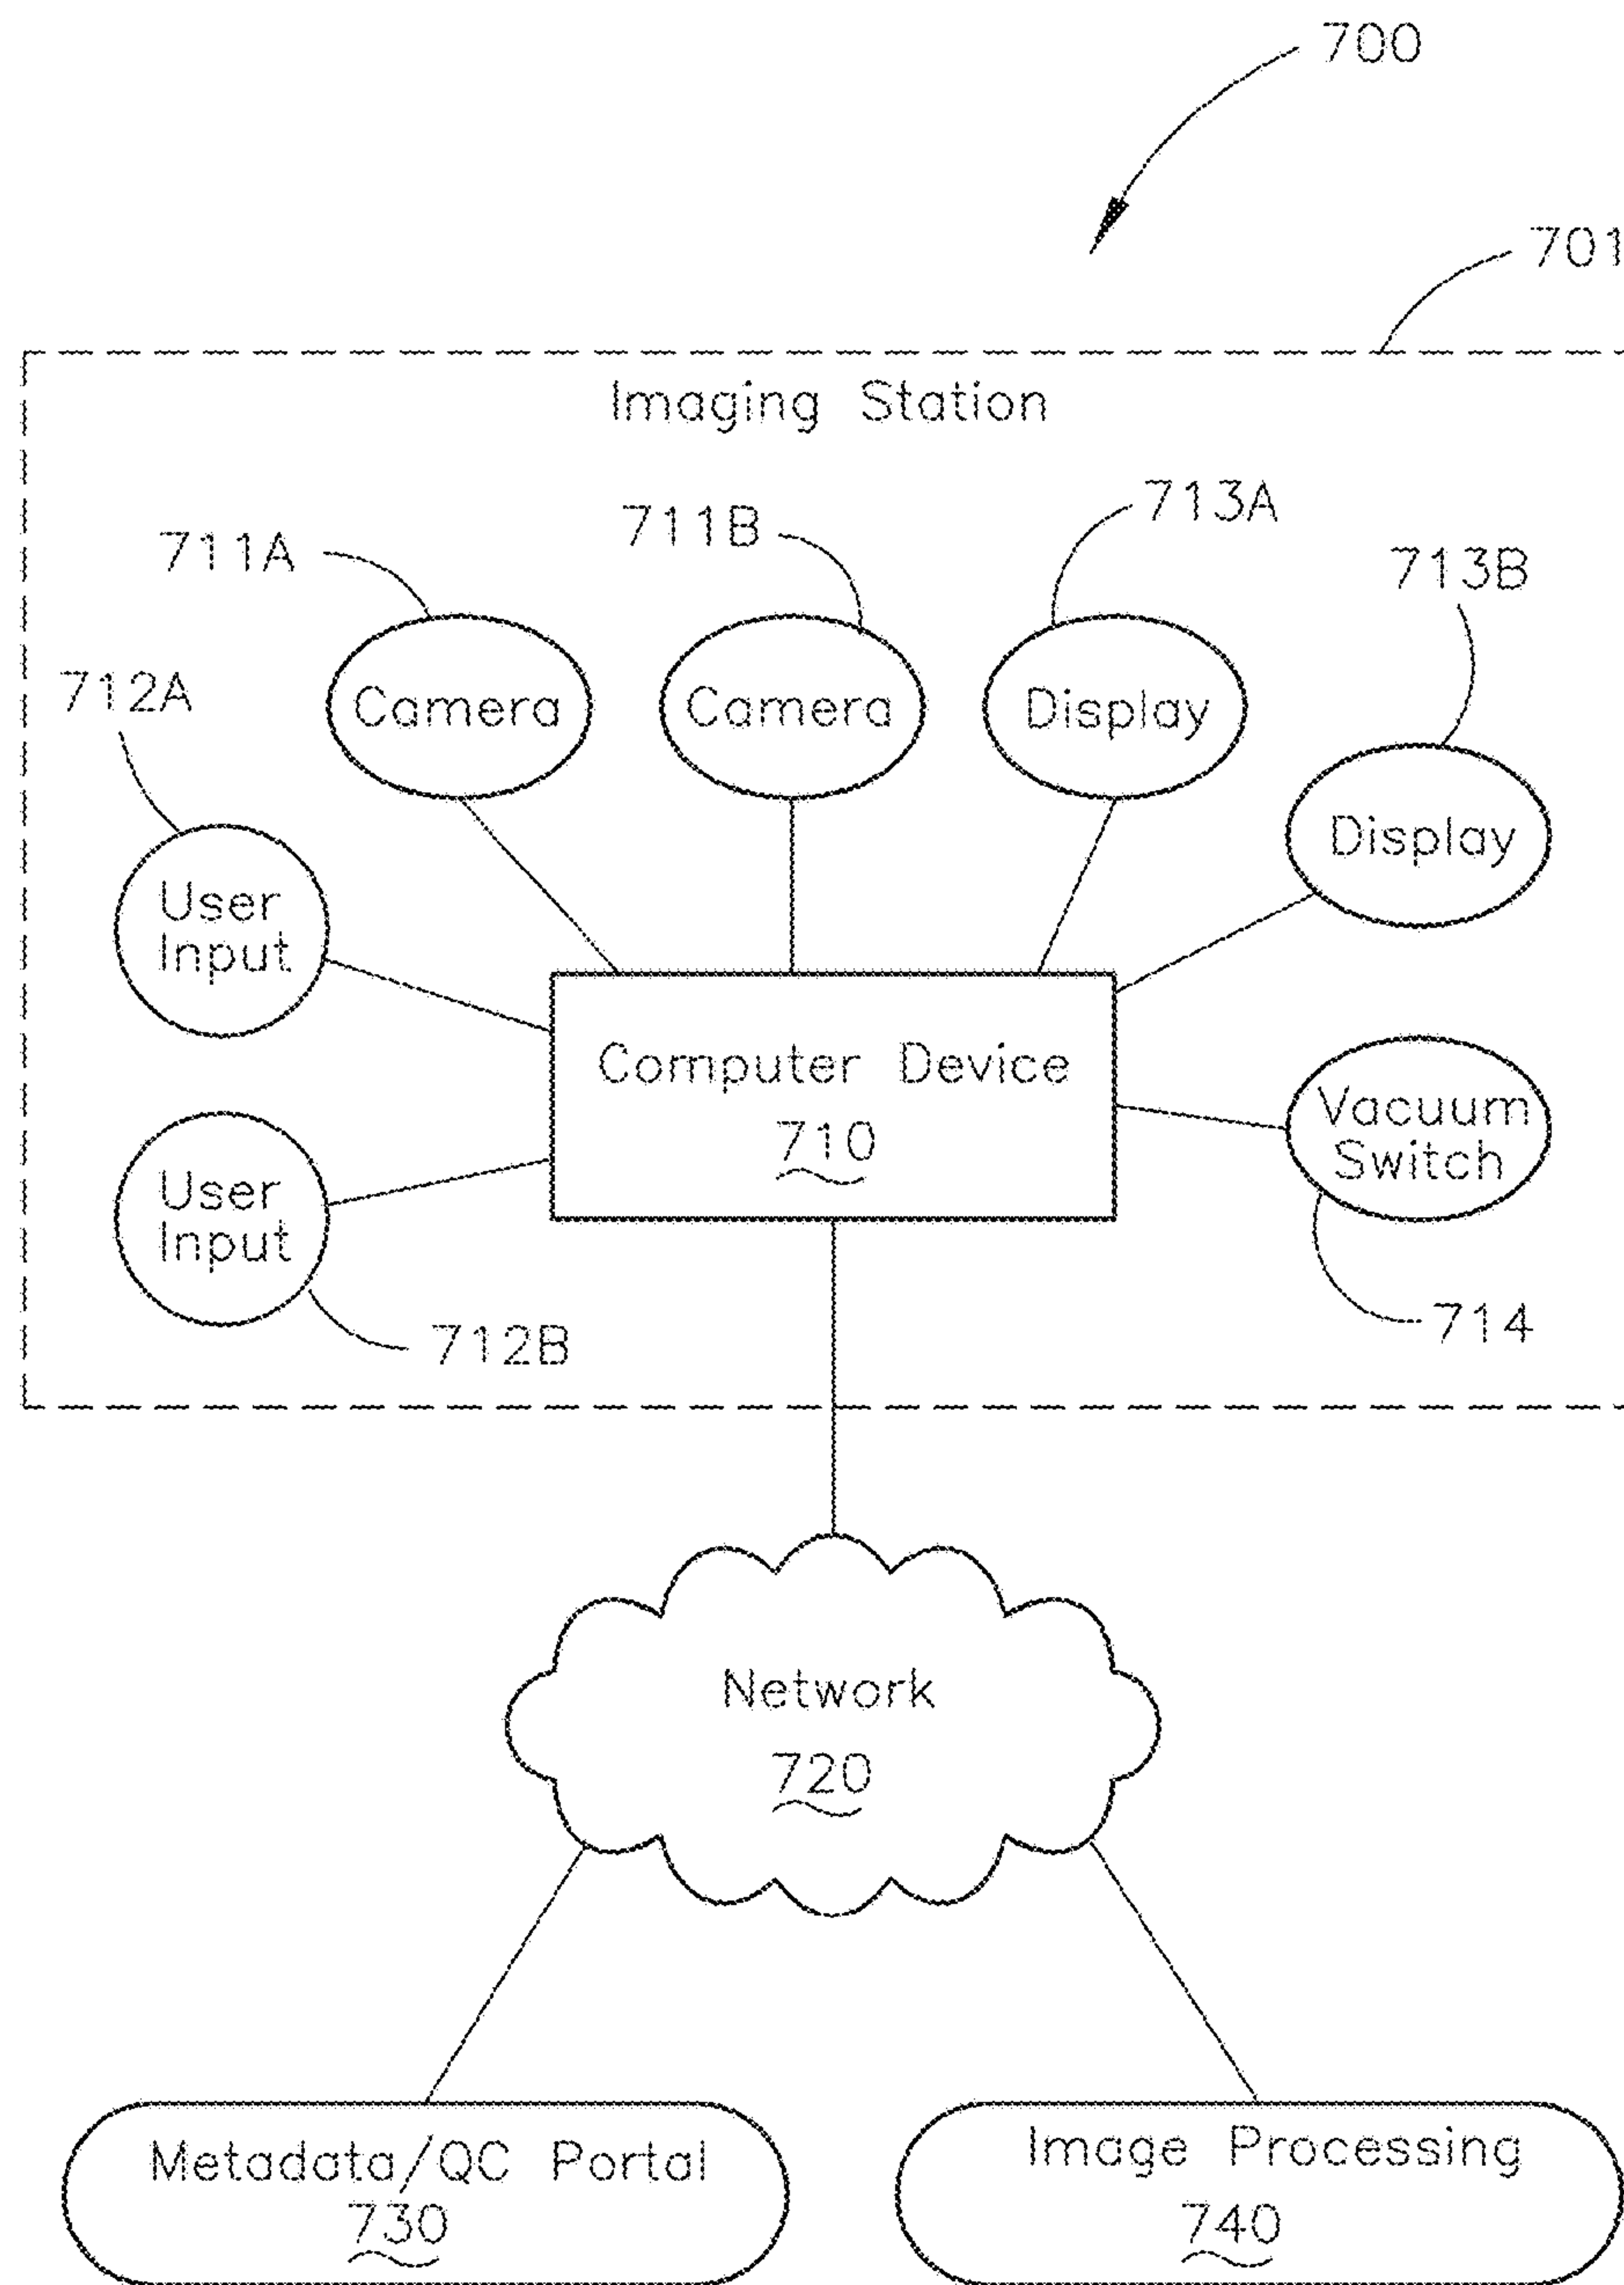 700
701
Imaging Station
713A
711B
711A
713B
712A
Camera
Camera
Display
Display
User
Input
Computer Device
710
Vacuum
Switch
User
Input
714
712B
Network
720
Metadata/QC Portal
730
Image Processing
740